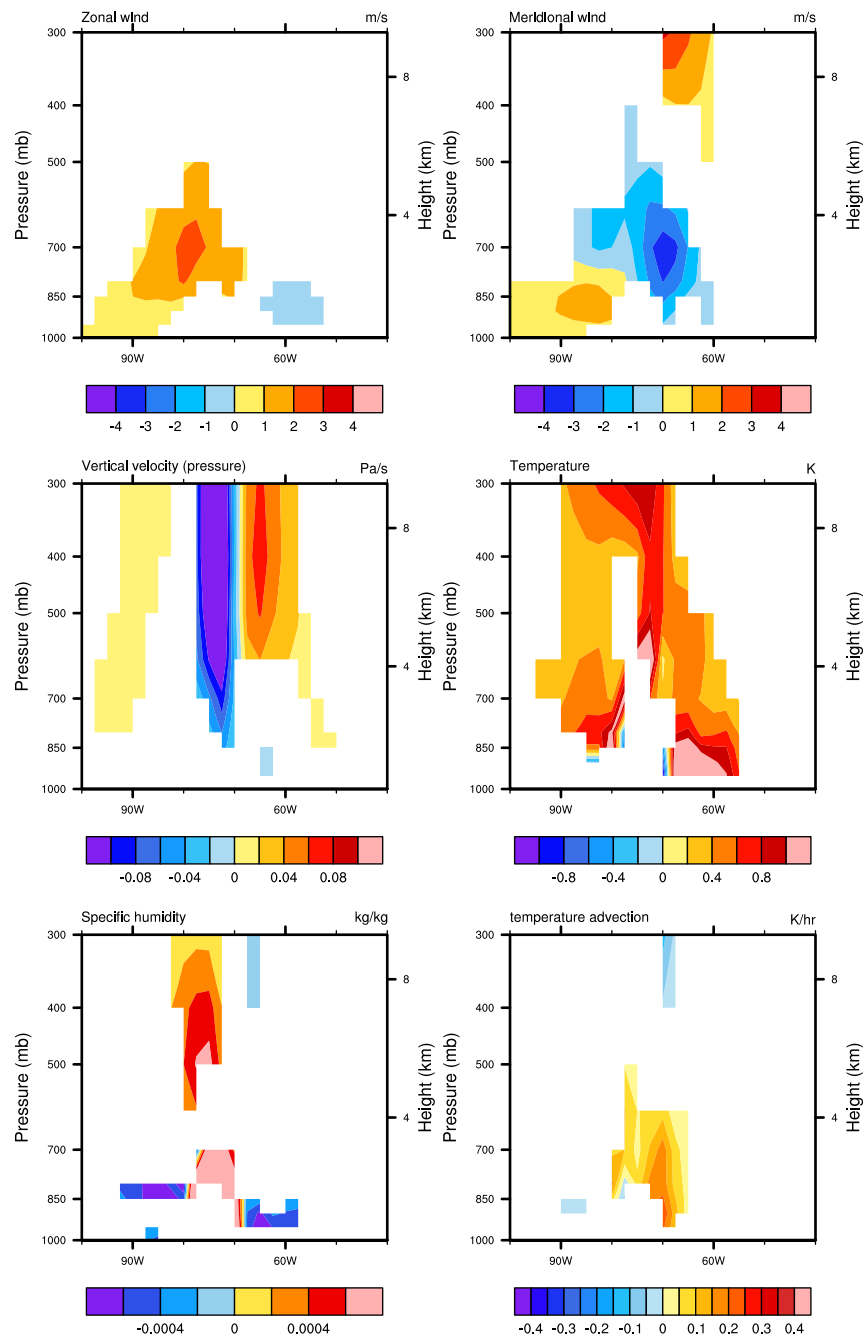 Zonal wind m/s
300
400
500
700
850
1000
Pressure (mb)
8
4
Height (km)
90W 60W
-4 -3 -2 -1 0 1 2 3 4
Meridional wind m/s
300
400
500
700
850
1000
Pressure (mb)
8
4
Height (km)
90W 60W
-4 -3 -2 -1 0 1 2 3 4
Vertical velocity (pressure) Pa/s
300
400
500
700
850
1000
Pressure (mb)
8
4
Height (km)
90W 60W
-0.08 -0.04 0 0.04 0.08
Temperature K
300
400
500
700
850
1000
Pressure (mb)
8
4
Height (km)
90W 60W
-0.8 -0.4 0 0.4 0.8
Specific humidity kg/kg
300
400
500
700
850
1000
Pressure (mb)
8
4
Height (km)
90W 60W
-0.0004 0 0.0004
temperature advection K/hr
300
400
500
700
850
1000
Pressure (mb)
8
4
Height (km)
90W 60W
-0.4 -0.3 -0.2 -0.1 0 0.1 0.2 0.3 0.4